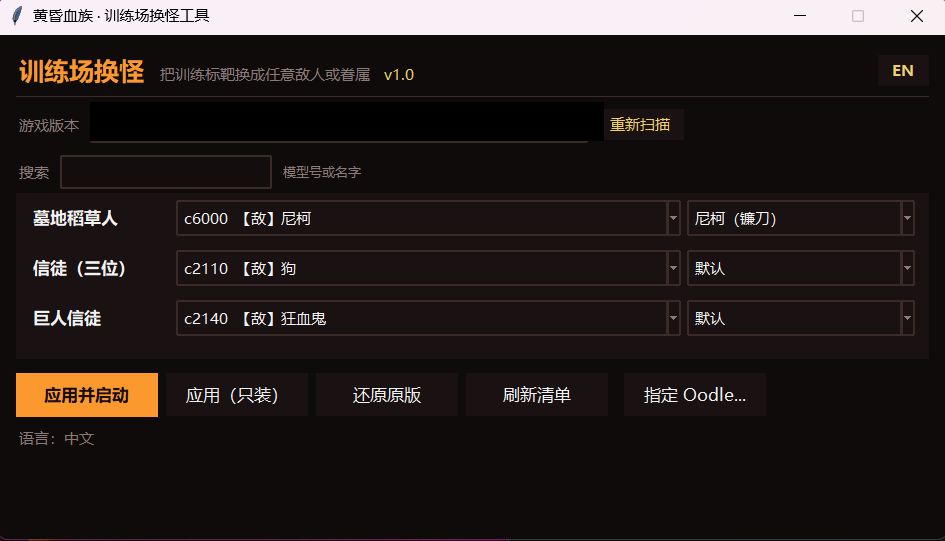 黄昏血族 · 训练场换怪工具
训练场换怪 把训练标靶换成任意敌人或眷属 v1.0 EN
游戏版本 重新扫描
搜索 模型号或名字
墓地稻草人 c6000 【敌】尼柯 尼柯（镰刀）
信徒（三位） c2110 【敌】狗 默认
巨人信徒 c2140 【敌】狂血鬼 默认
应用并启动 应用（只装） 还原原版 刷新清单 指定 Oodle...
语言：中文